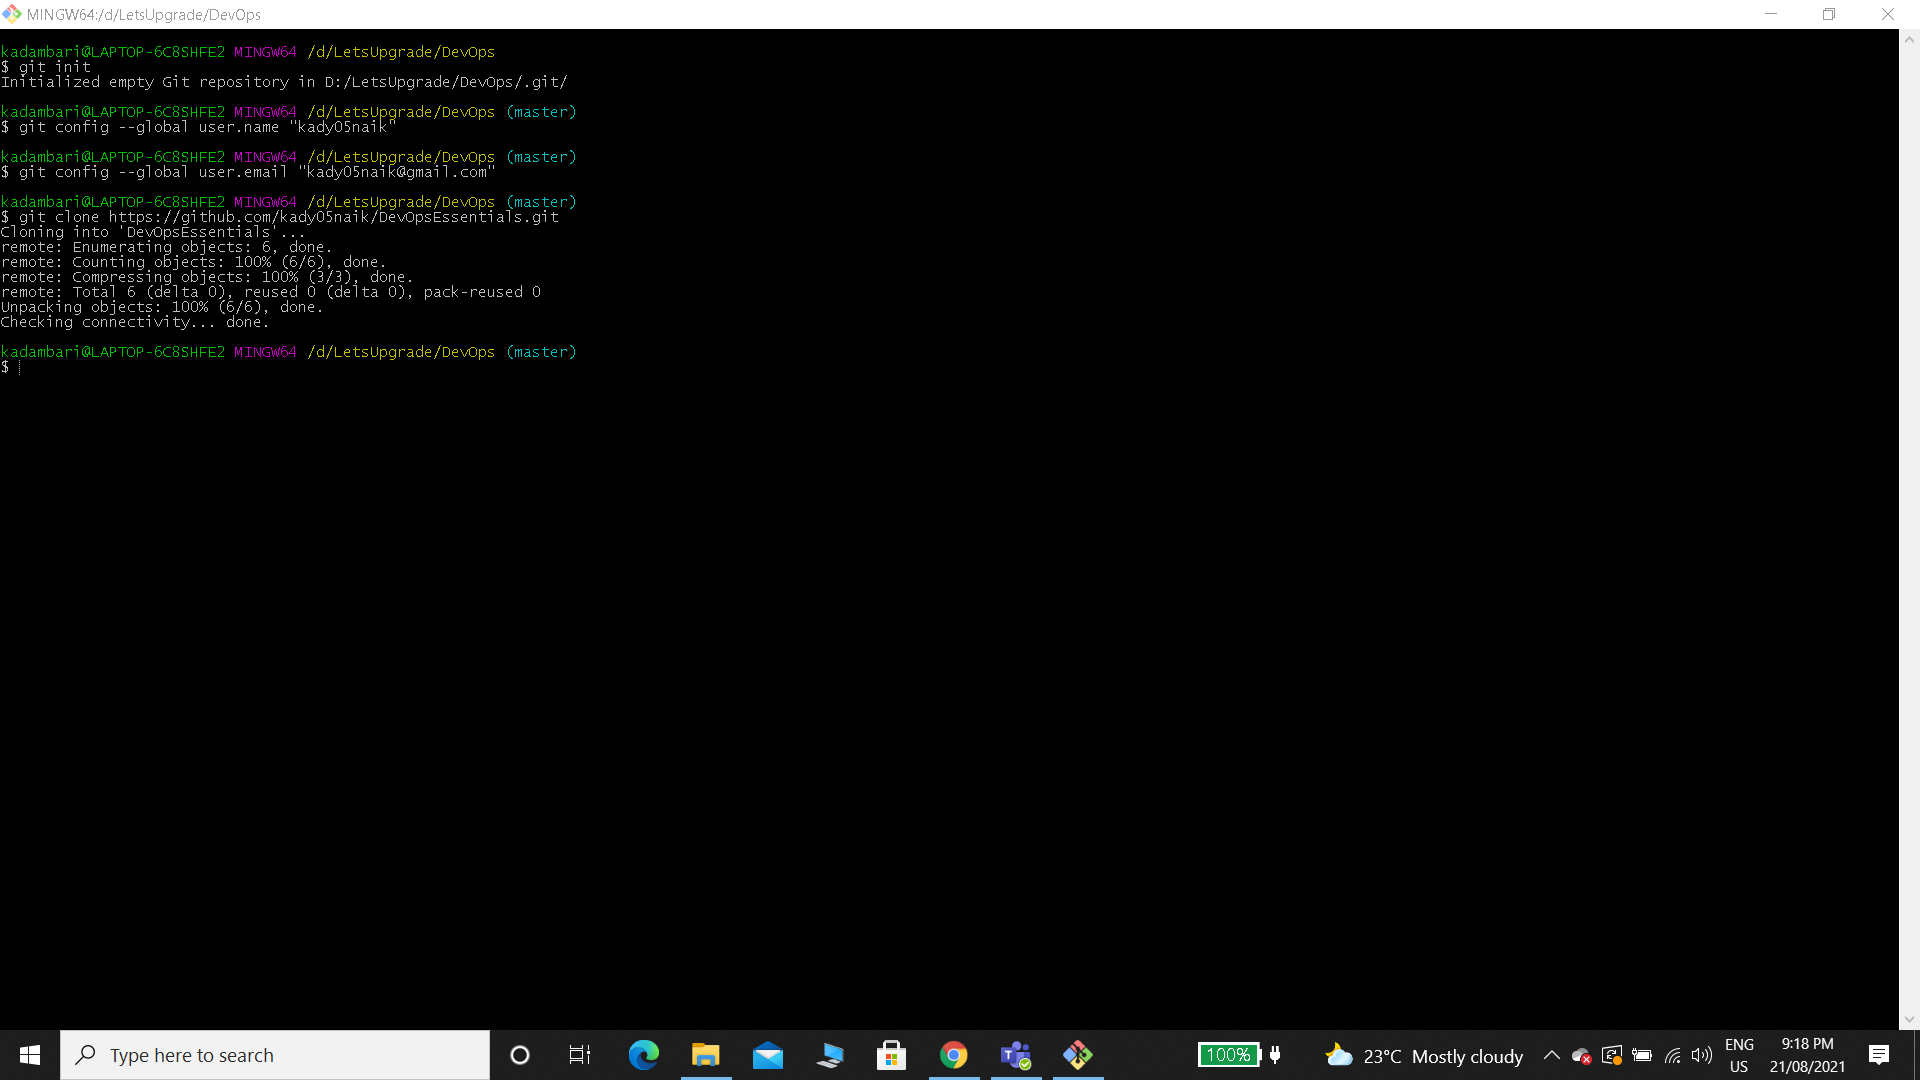 MINGW64:/d/LetsUpgrade/DevOps
kadambari@LAPTOP-6C8SHFE2 MINGW64 /d/LetsUpgrade/DevOps
$ git init
Initialized empty Git repository in D:/LetsUpgrade/DevOps/.git/
kadambari@LAPTOP-6C8SHFE2 MINGW64 /d/LetsUpgrade/DevOps (master)
$ git config --global user.name "kady05naik"
kadambari@LAPTOP-6C8SHFE2 MINGW64 /d/LetsUpgrade/DevOps (master)
$ git config --global user.email "kady05naik@gmail.com"
kadambari@LAPTOP-6C8SHFE2 MINGW64 /d/LetsUpgrade/DevOps (master)
$ git clone https://github.com/kady05naik/DevOpsEssentials.git
Cloning into 'DevOpsEssentials'...
remote: Enumerating objects: 6, done.
remote: Counting objects: 100% (6/6), done.
remote: Compressing objects: 100% (3/3), done.
remote: Total 6 (delta 0), reused 0 (delta 0), pack-reused 0
Unpacking objects: 100% (6/6), done.
Checking connectivity... done.
kadambari@LAPTOP-6C8SHFE2 MINGW64 /d/LetsUpgrade/DevOps (master)
$
Type here to search
100%
23°C Mostly cloudy
ENG
US
9:18 PM
21/08/2021